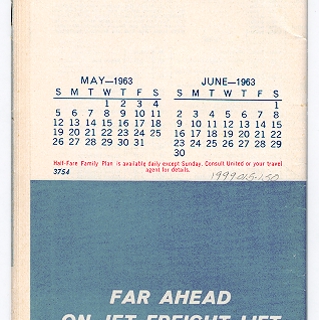 MAY—1963
S M T W T F S
1 2 3 4
5 6 7 8 9 10 11
12 13 14 15 16 17 18
19 20 21 22 23 24 25
26 27 28 29 30 31
JUNE—1963
S M T W T F S
1
2 3 4 5 6 7 8
9 10 11 12 13 14 15
16 17 18 19 20 21 22
23 24 25 26 27 28 29
30
Half-Fare Family Plan is available daily except Sunday. Consult United or your travel
agent for details.
3754
FAR AHEAD
ON JET FREIGHT LIFT